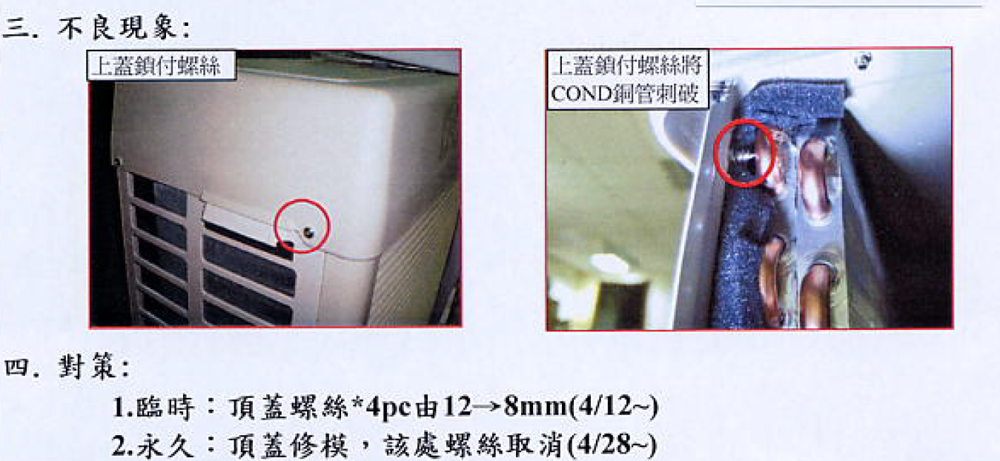 三. 不良現象:
上蓋鎖付螺絲
上蓋鎖付螺絲將
COND銅管刺破
四. 對策:
1.臨時：頂蓋螺絲*4pc由12→8mm(4/12~)
2.永久：頂蓋修模，該處螺絲取消(4/28~)